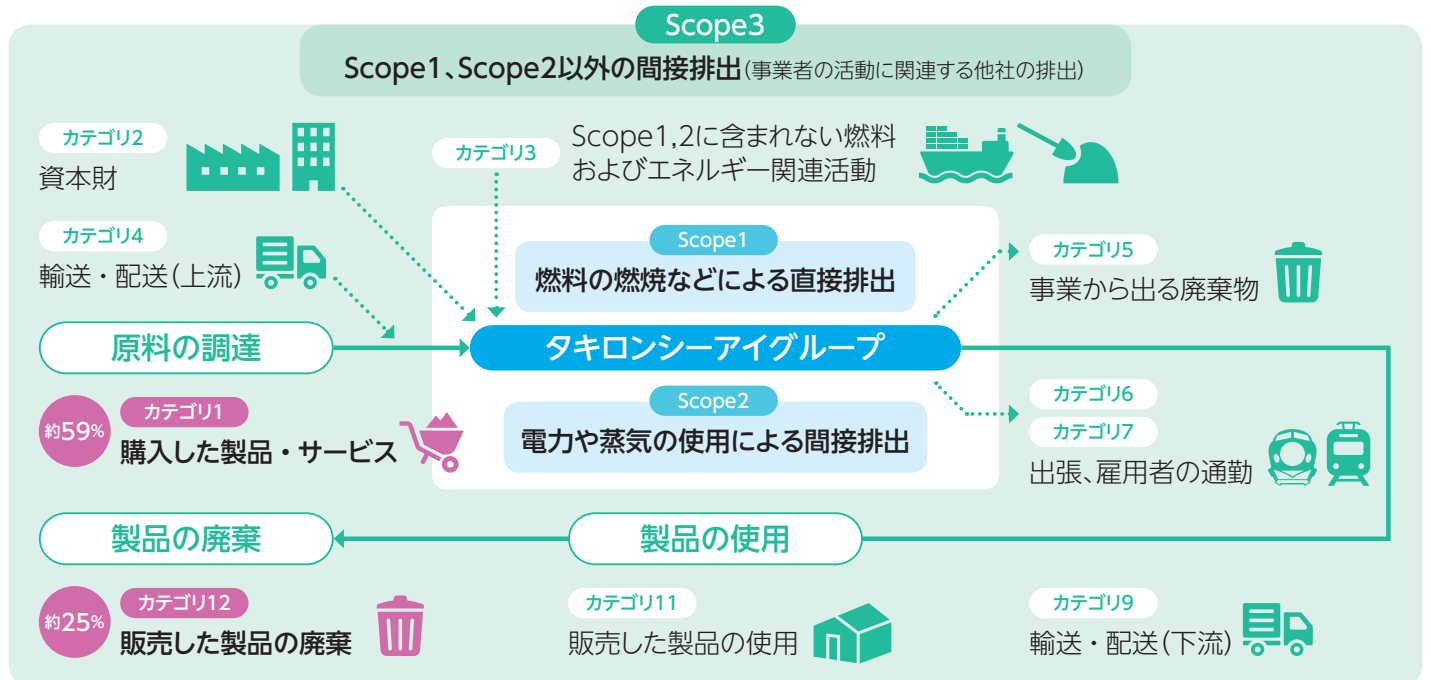 Scope3
Scope1、Scope2以外の間接排出(事業者の活動に関連する他社の排出)
カテゴリ2
資本財
カテゴリ3
Scope1,2に含まれない燃料
およびエネルギー関連活動
カテゴリ4
輸送・配送(上流)
Scope1
燃料の燃焼などによる直接排出
カテゴリ5
事業から出る廃棄物
原料の調達
タキロンシーアイグループ
約59%
カテゴリ1
購入した製品・サービス
Scope2
電力や蒸気の使用による間接排出
カテゴリ6
カテゴリ7
出張、雇用者の通勤
製品の廃棄
製品の使用
約25%
カテゴリ12
販売した製品の廃棄
カテゴリ11
販売した製品の使用
カテゴリ9
輸送・配送(下流)